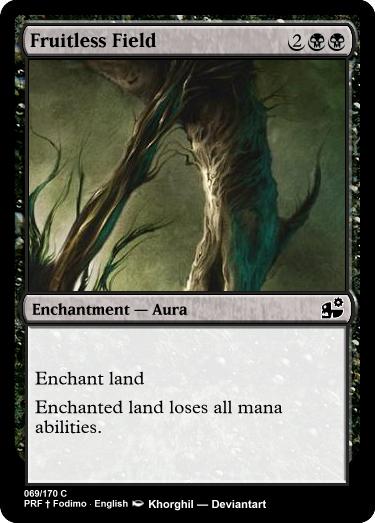 Fruitless Field 2
Enchantment — Aura
Enchant land
Enchanted land loses all mana
abilities.
069/170 C
PRF † Fodimo · English Khorghil — Deviantart